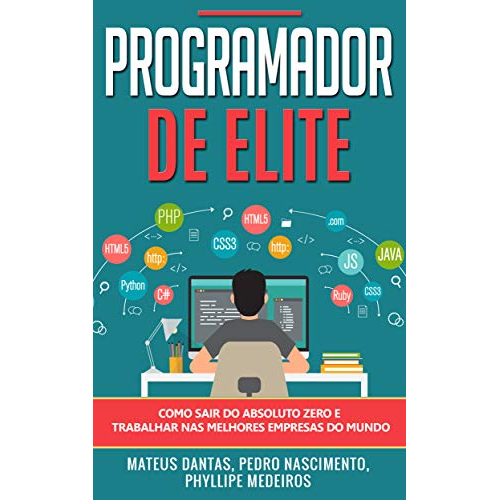 PROGRAMADOR
DE ELITE
PHP
HTML5
.com
HTML5
CSS3
http:
JAVA
http:
JS
Python
C#
Ruby
CSS3
COMO SAIR DO ABSOLUTO ZERO E
TRABALHAR NAS MELHORES EMPRESAS DO MUNDO
MATEUS DANTAS, PEDRO NASCIMENTO,
PHYLLIPE MEDEIROS